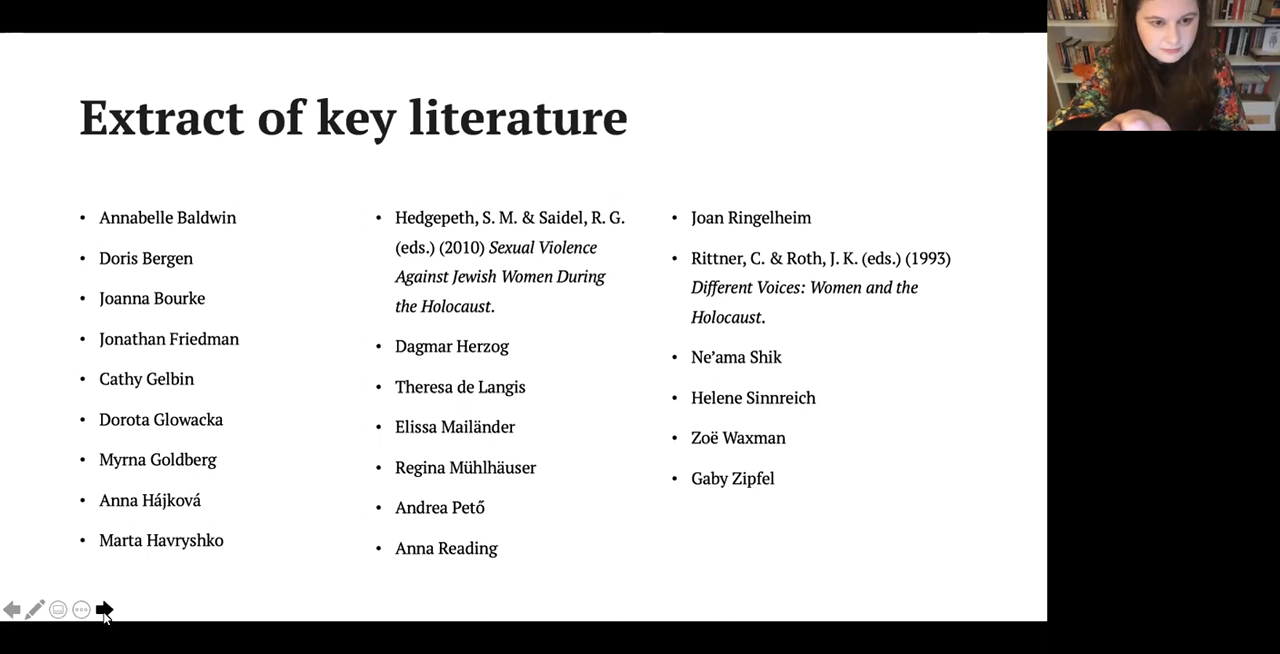 Extract of key literature
• Annabelle Baldwin
• Doris Bergen
• Joanna Bourke
• Jonathan Friedman
• Cathy Gelbin
• Dorota Glowacka
• Myrna Goldberg
• Anna Hájková
• Marta Havryshko
• Hedgepeth, S. M. & Saidel, R. G.
(eds.) (2010) Sexual Violence
Against Jewish Women During
the Holocaust.
• Dagmar Herzog
• Theresa de Langis
• Elissa Mailänder
• Regina Mühlhäuser
• Andrea Pető
• Anna Reading
• Joan Ringelheim
• Rittner, C. & Roth, J. K. (eds.) (1993)
Different Voices: Women and the
Holocaust.
• Ne’ama Shik
• Helene Sinnreich
• Zoë Waxman
• Gaby Zipfel